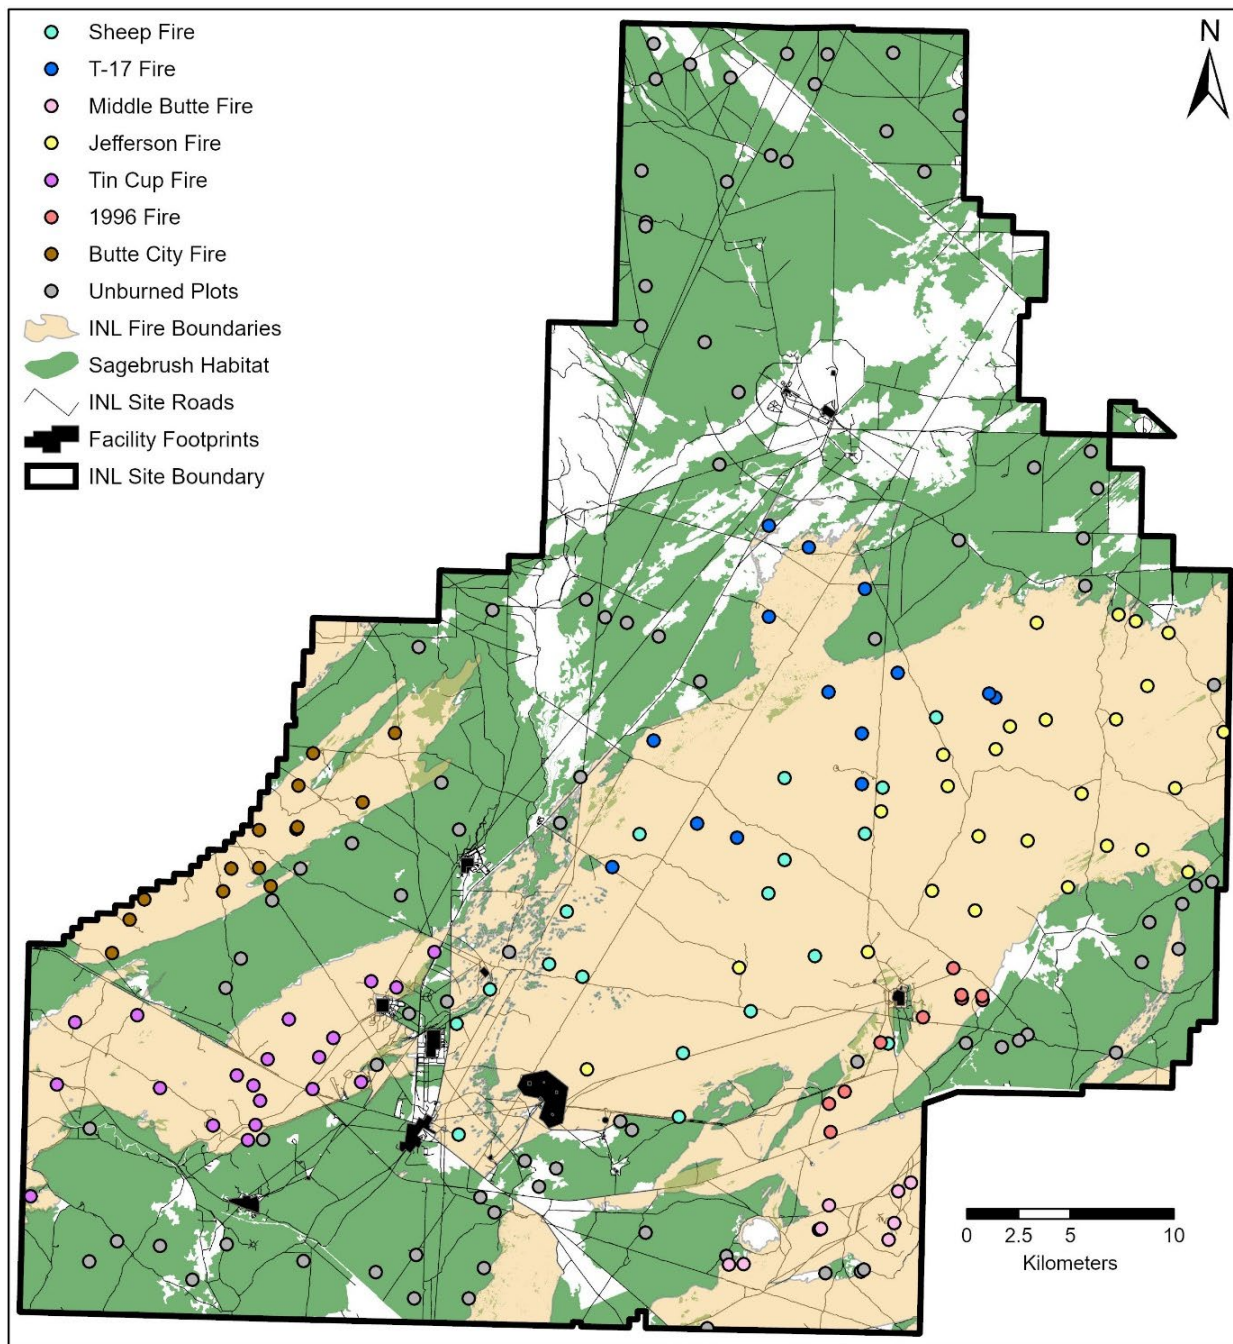 Sheep Fire
T-17 Fire
Middle Butte Fire
Jefferson Fire
Tin Cup Fire
1996 Fire
Butte City Fire
Unburned Plots
INL Fire Boundaries
Sagebrush Habitat
INL Site Roads
Facility Footprints
INL Site Boundary
N
0 2.5 5 10
Kilometers